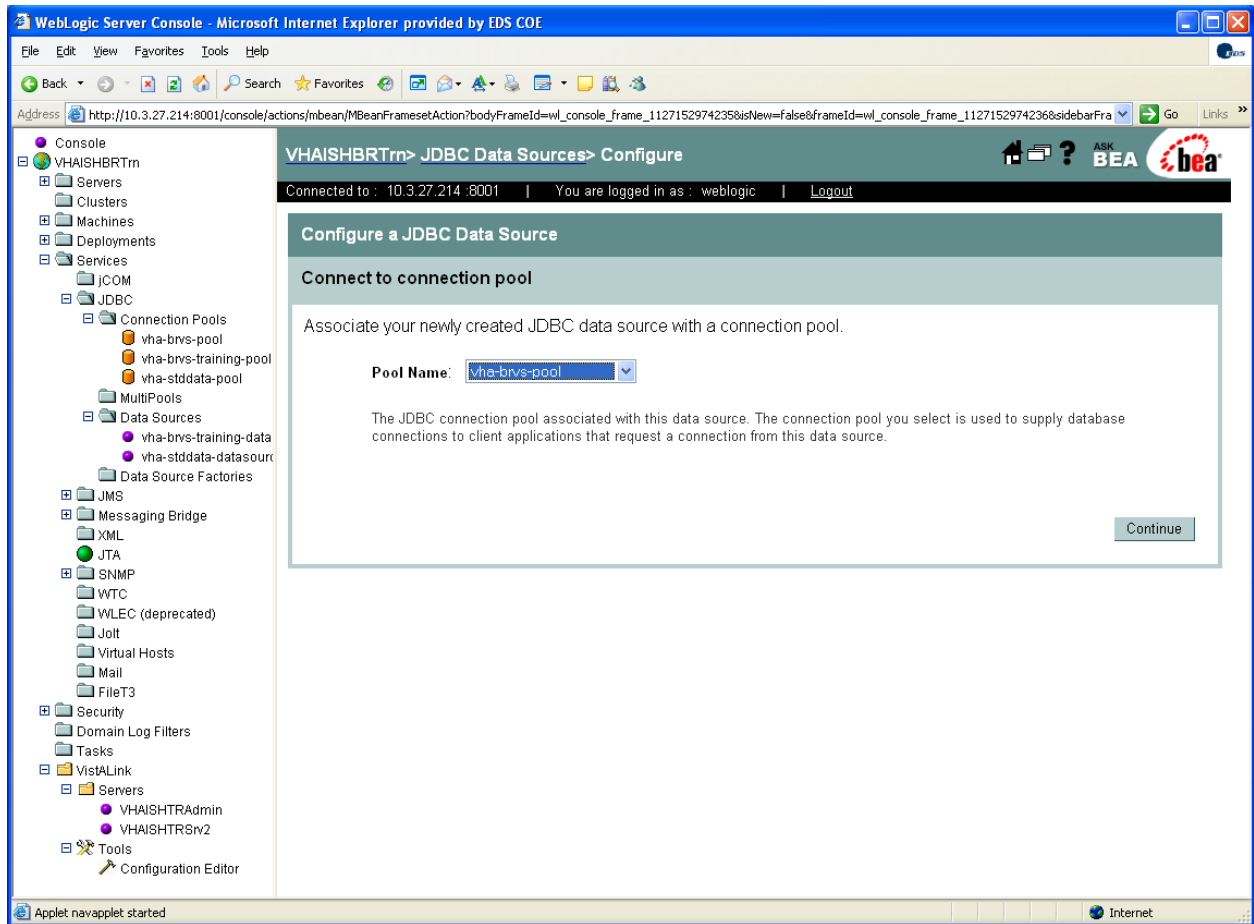 WebLogic Server Console - Microsoft Internet Explorer provided by EDS COE
File Edit View Favorites Tools Help
EDS
Back Search Favorites
Address http://10.3.27.214:8001/console/actions/mbean/MBeanFramesetAction?bodyFrameId=wl_console_frame_1127152974235&isNew=false&frameId=wl_console_frame_1127152974236&sidebarFra Go Links »
Console
VHAISHBRTrn
Servers
Clusters
Machines
Deployments
Services
jCOM
JDBC
Connection Pools
vha-brvs-pool
vha-brvs-training-pool
vha-stddata-pool
MultiPools
Data Sources
vha-brvs-training-data
vha-stddata-datasourc
Data Source Factories
JMS
Messaging Bridge
XML
JTA
SNMP
WTC
WLEC (deprecated)
Jolt
Virtual Hosts
Mail
FileT3
Security
Domain Log Filters
Tasks
VistALink
Servers
VHAISHTRAdmin
VHAISHTRSrv2
Tools
Configuration Editor
VHAISHBRTrn> JDBC Data Sources> Configure
? ASK BEA bea
Connected to : 10.3.27.214 :8001 | You are logged in as : weblogic | Logout
Configure a JDBC Data Source
Connect to connection pool
Associate your newly created JDBC data source with a connection pool.
Pool Name: vha-brvs-pool
The JDBC connection pool associated with this data source. The connection pool you select is used to supply database
connections to client applications that request a connection from this data source.
Continue
Applet navapplet started
Internet